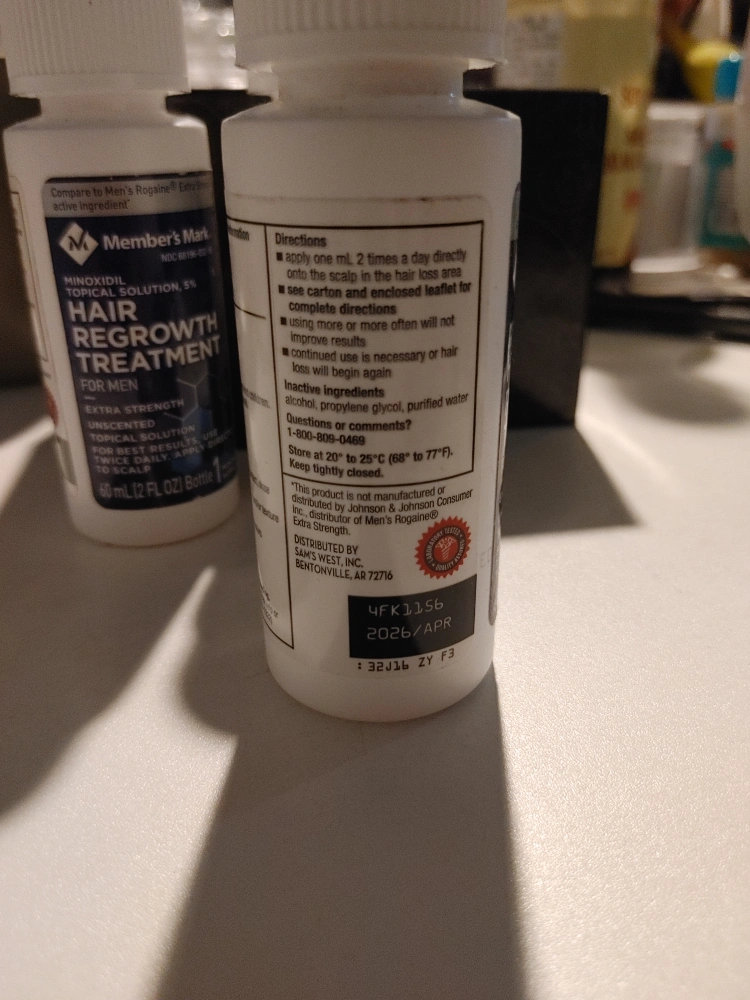 Compare to Men's Rogaine® Extra
active ingredient*
Member's Mark
NDC
MINOXIDIL
TOPICAL SOLUTION, 5%
HAIR
REGROWTH
TREATMENT
FOR MEN
EXTRA STRENGTH
UNSCENTED
TOPICAL SOLUTION
FOR BEST RESULTS, USE
TWICE DAILY. APPLY
TO SCALP
60 mL (2 FL OZ) Bottle 1
Directions
■ apply one mL 2 times a day directly
onto the scalp in the hair loss area
■ see carton and enclosed leaflet for
complete directions
■ using more or more often will not
improve results
■ continued use is necessary or hair
loss will begin again
Inactive ingredients
alcohol, propylene glycol, purified water
Questions or comments?
1-800-809-0469
Store at 20° to 25°C (68° to 77°F).
Keep tightly closed.
*This product is not manufactured or
distributed by Johnson & Johnson Consumer
Inc., distributor of Men's Rogaine®
Extra Strength.
DISTRIBUTED BY
SAM'S WEST, INC.
BENTONVILLE, AR 72716
LABORATORY TESTED
4FK1156
2026/APR
: 32J16 ZY F3